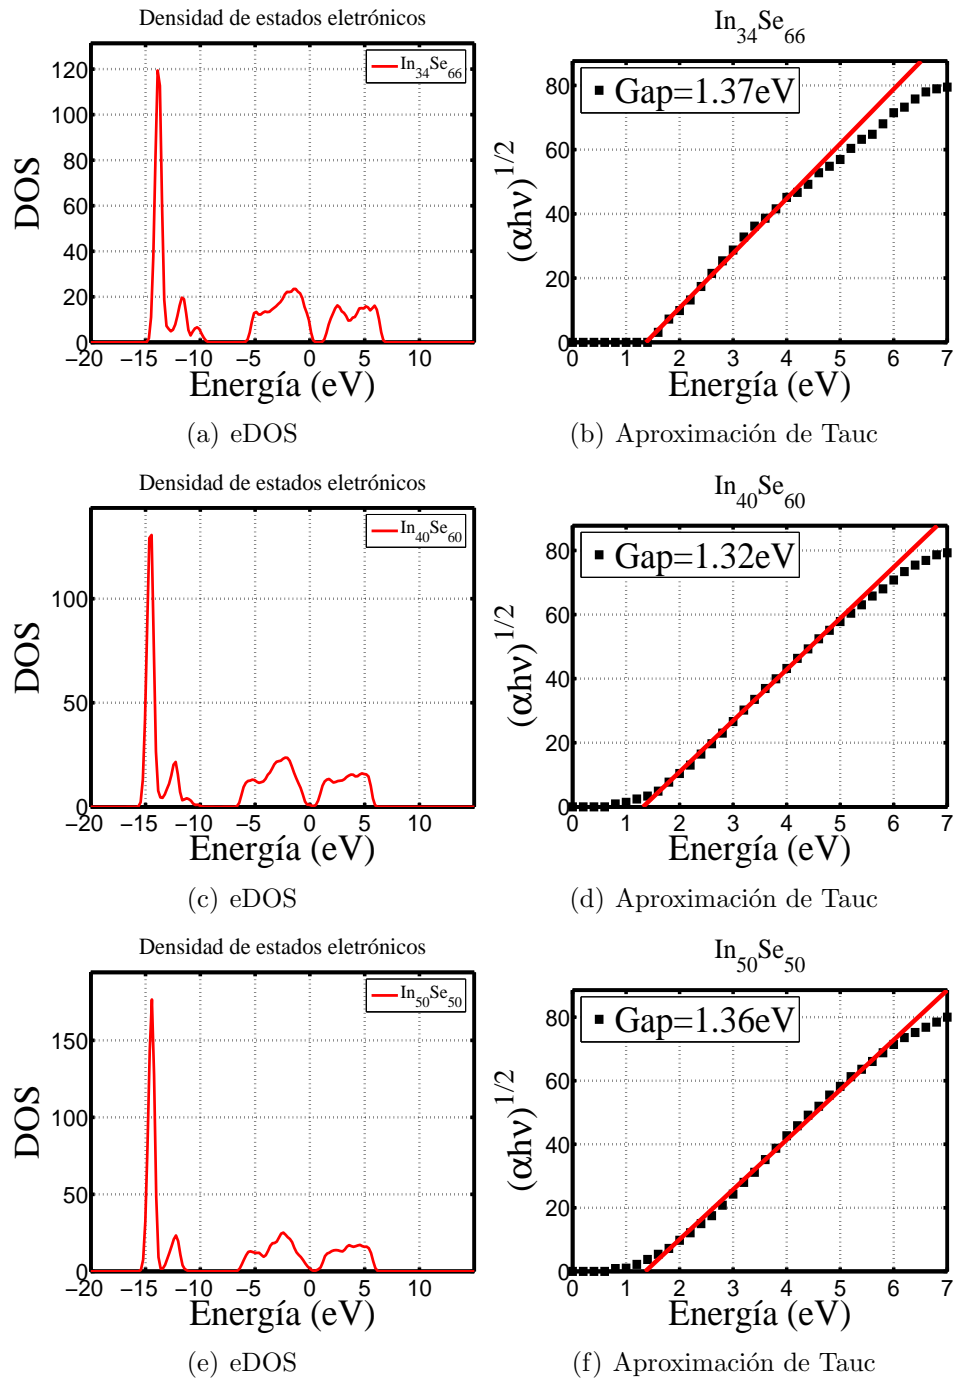 Densidad de estados eletrónicos
In34Se66
DOS
120
100
80
60
40
20
0
−20 −15 −10 −5 0 5 10
Energía (eV)
(a) eDOS
In34Se66
Gap=1.37eV
(αhν)1/2
80
60
40
20
0
0 1 2 3 4 5 6 7
Energía (eV)
(b) Aproximación de Tauc
Densidad de estados eletrónicos
In40Se60
DOS
100
50
0
−20 −15 −10 −5 0 5 10
Energía (eV)
(c) eDOS
In40Se60
Gap=1.32eV
(αhν)1/2
80
60
40
20
0
0 1 2 3 4 5 6 7
Energía (eV)
(d) Aproximación de Tauc
Densidad de estados eletrónicos
In50Se50
DOS
150
100
50
0
−20 −15 −10 −5 0 5 10
Energía (eV)
(e) eDOS
In50Se50
Gap=1.36eV
(αhν)1/2
80
60
40
20
0
0 1 2 3 4 5 6 7
Energía (eV)
(f) Aproximación de Tauc